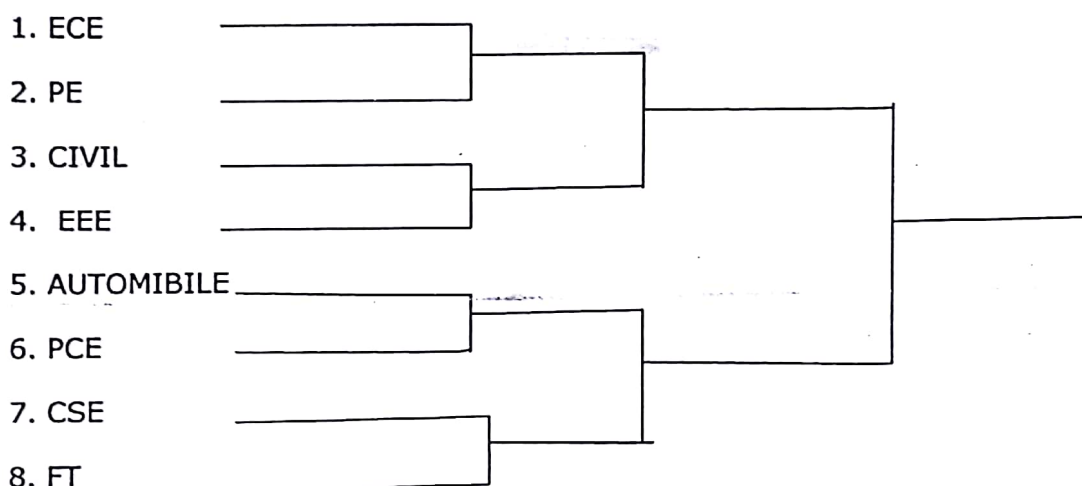 1. ECE
2. PE
3. CIVIL
4. EEE
5. AUTOMIBILE
6. PCE
7. CSE
8. FT